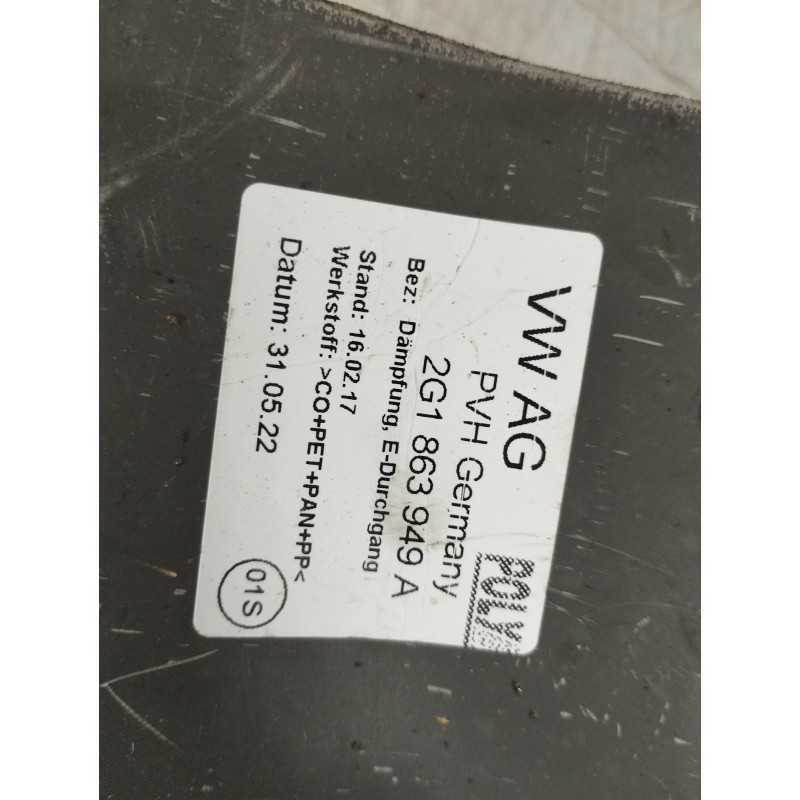 VW AG
PVH Germany
2G1 863 949 A
Bez: Dämpfung, E-Durchgang
Stand: 16.02.17
Werkstoff: >CO+PET+PAN+PP<
Datum: 31.05.22
01S
POLY